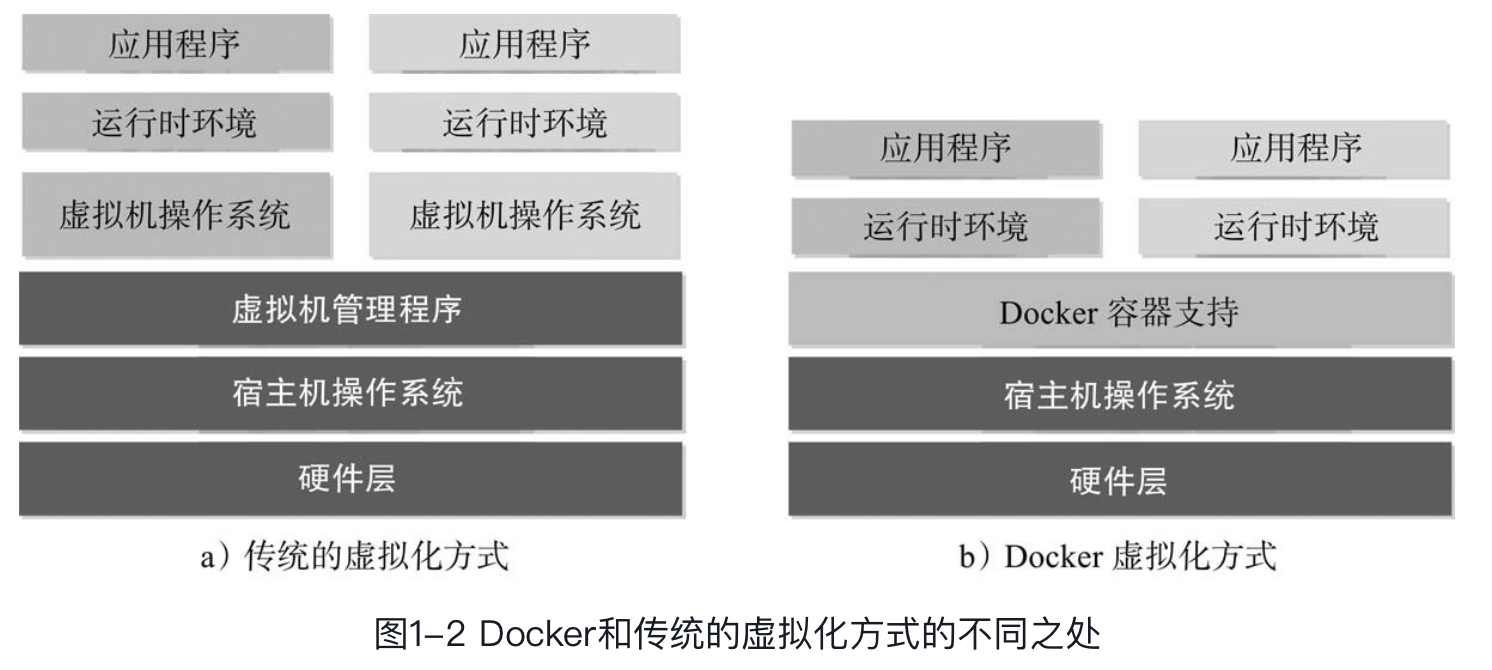 应用程序
应用程序
运行时环境
运行时环境
虚拟机操作系统
虚拟机操作系统
虚拟机管理程序
宿主机操作系统
硬件层
a）传统的虚拟化方式
应用程序
应用程序
运行时环境
运行时环境
Docker 容器支持
宿主机操作系统
硬件层
b）Docker 虚拟化方式
图1-2 Docker和传统的虚拟化方式的不同之处